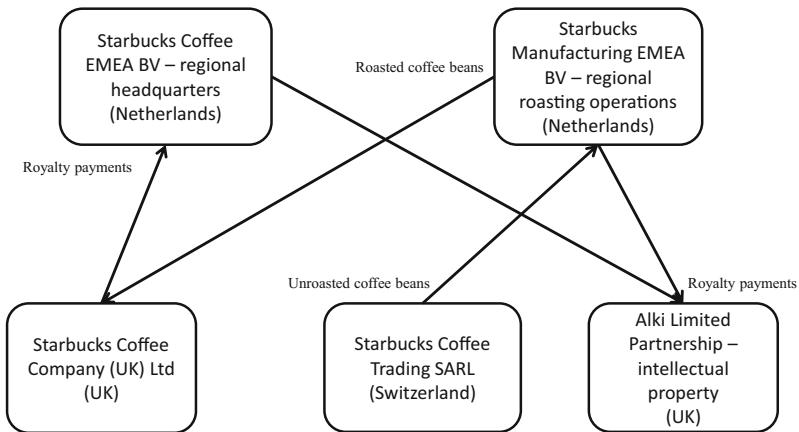 Starbucks Coffee
EMEA BV – regional
headquarters
(Netherlands)
Roasted coffee beans
Starbucks
Manufacturing EMEA
BV – regional
roasting operations
(Netherlands)
Royalty payments
Unroasted coffee beans
Royalty payments
Starbucks Coffee
Company (UK) Ltd
(UK)
Starbucks Coffee
Trading SARL
(Switzerland)
Alki Limited
Partnership –
intellectual
property
(UK)